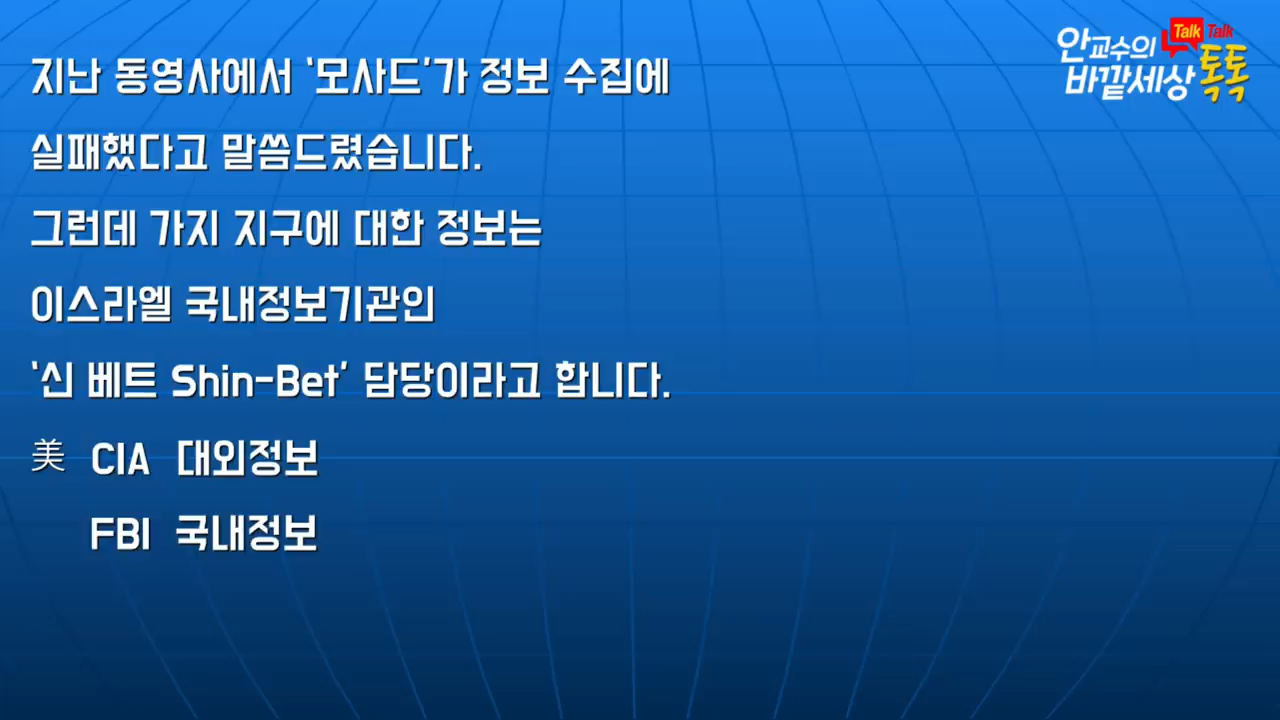 지난 동영사에서 '모사드'가 정보 수집에
실패했다고 말씀드렸습니다.
그런데 가지 지구에 대한 정보는
이스라엘 국내정보기관인
'신 베트 Shin-Bet' 담당이라고 합니다.
美 CIA 대외정보
FBI 국내정보
안교수의 Talk Talk
바깥세상 톡톡